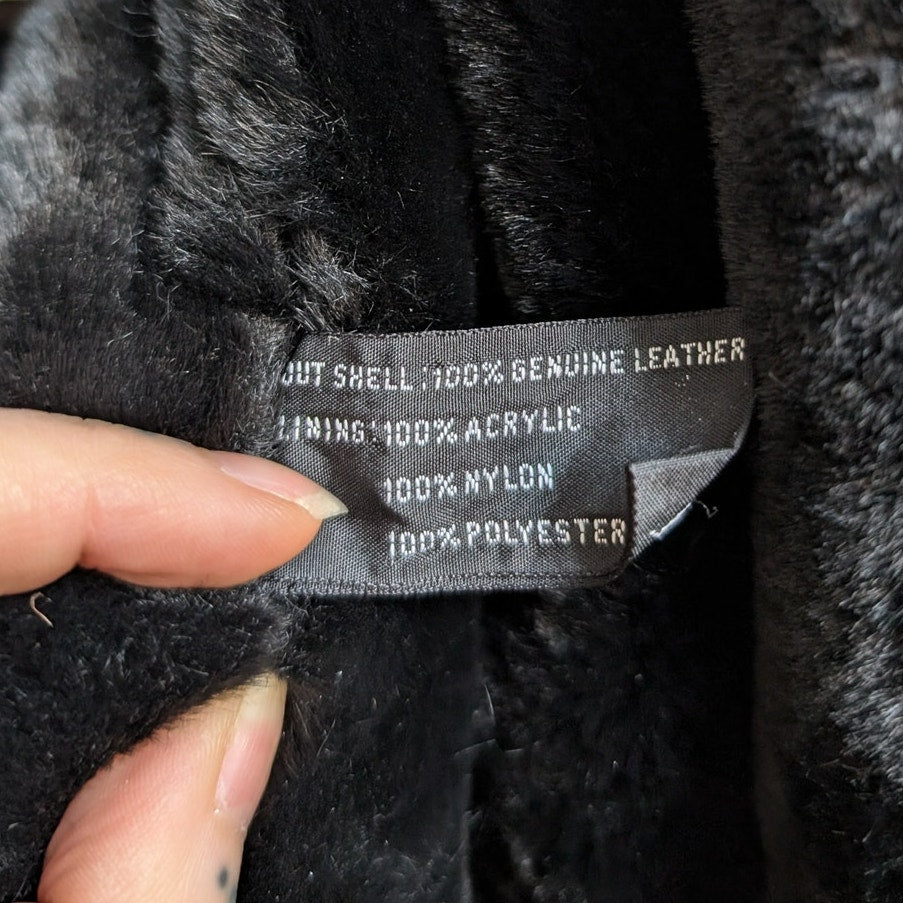 OUT SHELL:100% GENUINE LEATHER
LINING:100% ACRYLIC
100% NYLON
100% POLYESTER